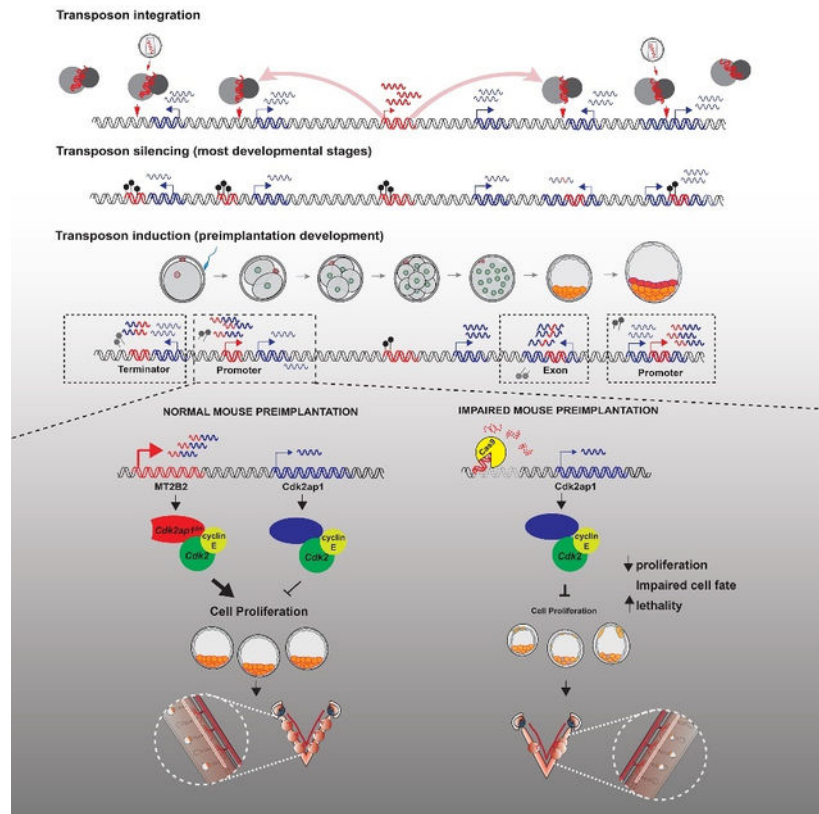 Transposon integration
Transposon silencing (most developmental stages)
Transposon induction (preimplantation development)
Terminator
Promoter
Exon
Promoter
NORMAL MOUSE PREIMPLANTATION
IMPAIRED MOUSE PREIMPLANTATION
Cas9
MT2B2
Cdk2ap1
Cdk2ap1
Cdk2ap1
cyclin
E
Cdk2
cyclin
E
Cdk2
cyclin
E
Cdk2
proliferation
Impaired cell fate
lethality
Cell Proliferation
Cell Proliferation